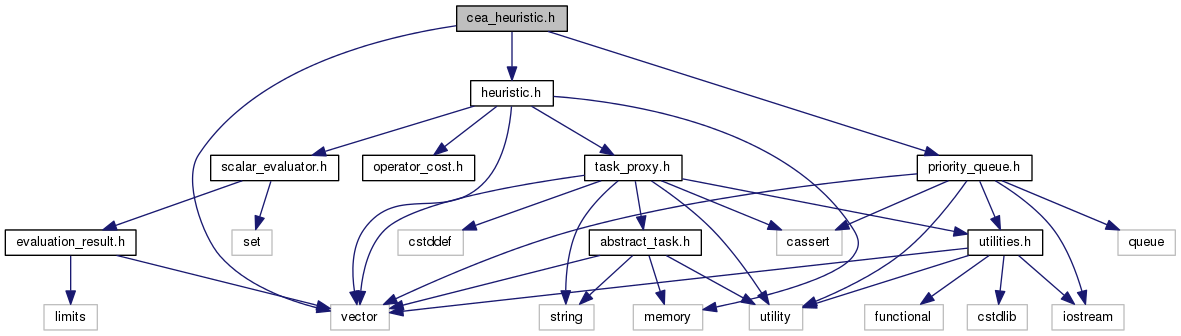 cea_heuristic.h
heuristic.h
scalar_evaluator.h
operator_cost.h
task_proxy.h
priority_queue.h
evaluation_result.h
set
cstddef
abstract_task.h
cassert
utilities.h
queue
limits
vector
string
memory
utility
functional
cstdlib
iostream